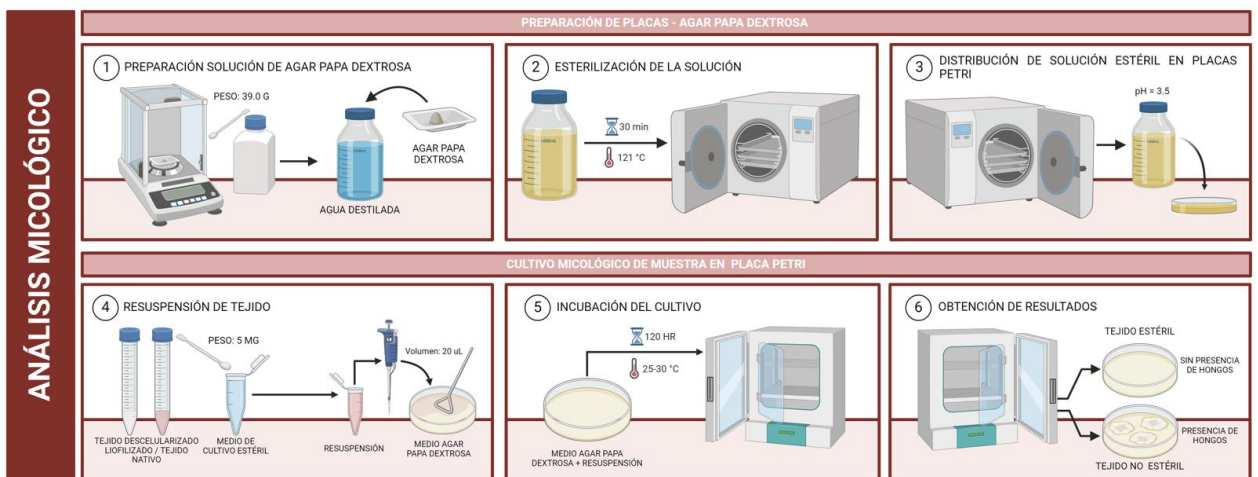 ANÁLISIS MICOLÓGICO
PREPARACIÓN DE PLACAS - AGAR PAPA DEXTROSA
1 PREPARACIÓN SOLUCIÓN DE AGAR PAPA DEXTROSA
PESO: 39.0 G
AGAR PAPA
DEXTROSA
AGUA DESTILADA
2 ESTERILIZACIÓN DE LA SOLUCIÓN
30 min
121 °C
3 DISTRIBUCIÓN DE SOLUCIÓN ESTÉRIL EN PLACAS
PETRI
pH = 3.5
CULTIVO MICOLÓGICO DE MUESTRA EN PLACA PETRI
4 RESUSPENSIÓN DE TEJIDO
PESO: 5 MG
Volumen: 20 uL
TEJIDO DESCELULARIZADO
LIOFILIZADO / TEJIDO
NATIVO
MEDIO DE
CULTIVO ESTÉRIL
RESUSPENSIÓN
MEDIO AGAR
PAPA DEXTROSA
5 INCUBACIÓN DEL CULTIVO
120 HR
25-30 °C
MEDIO AGAR PAPA
DEXTROSA + RESUSPENSIÓN
6 OBTENCIÓN DE RESULTADOS
TEJIDO ESTÉRIL
SIN PRESENCIA
DE HONGOS
PRESENCIA DE
HONGOS
TEJIDO NO ESTÉRIL